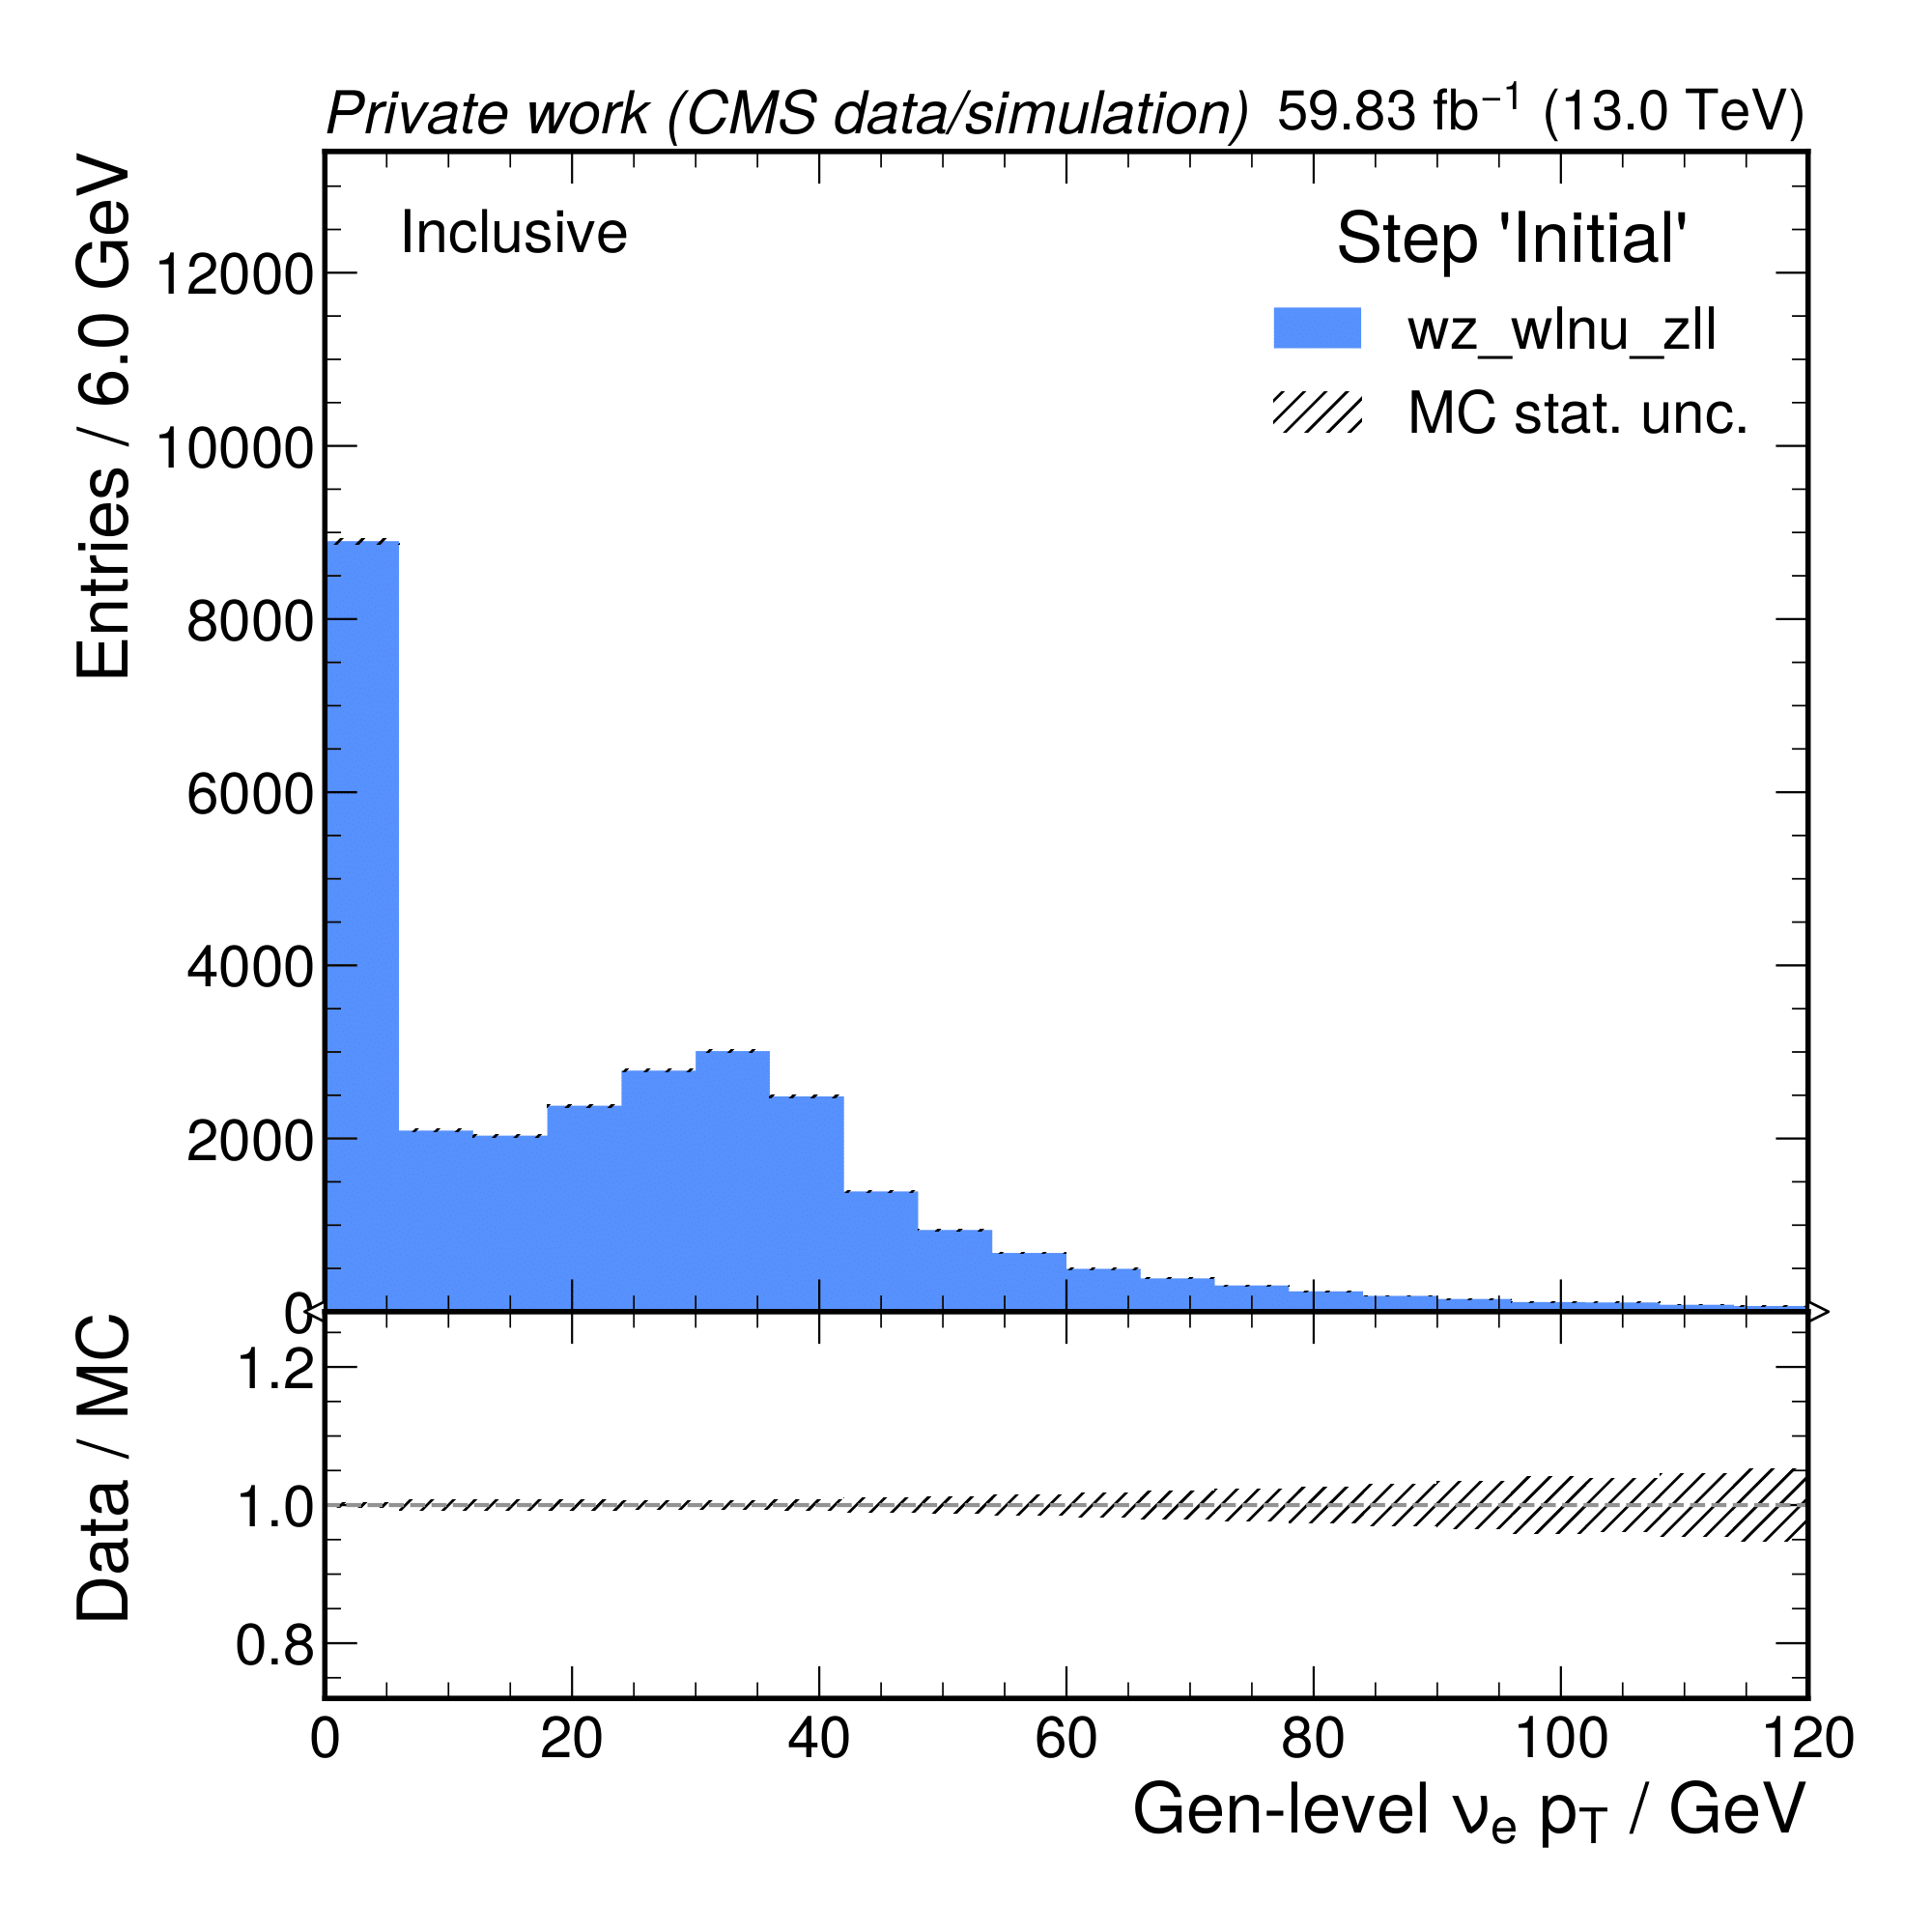 Private work (CMS data/simulation) 59.83 fb⁻¹ (13.0 TeV)
Entries / 6.0 GeV
Inclusive
Step 'Initial'
wz_wlnu_zll
MC stat. unc.
12000
10000
8000
6000
4000
2000
0
Data / MC
1.2
1.0
0.8
0 20 40 60 80 100 120
Gen-level νₑ p_T / GeV